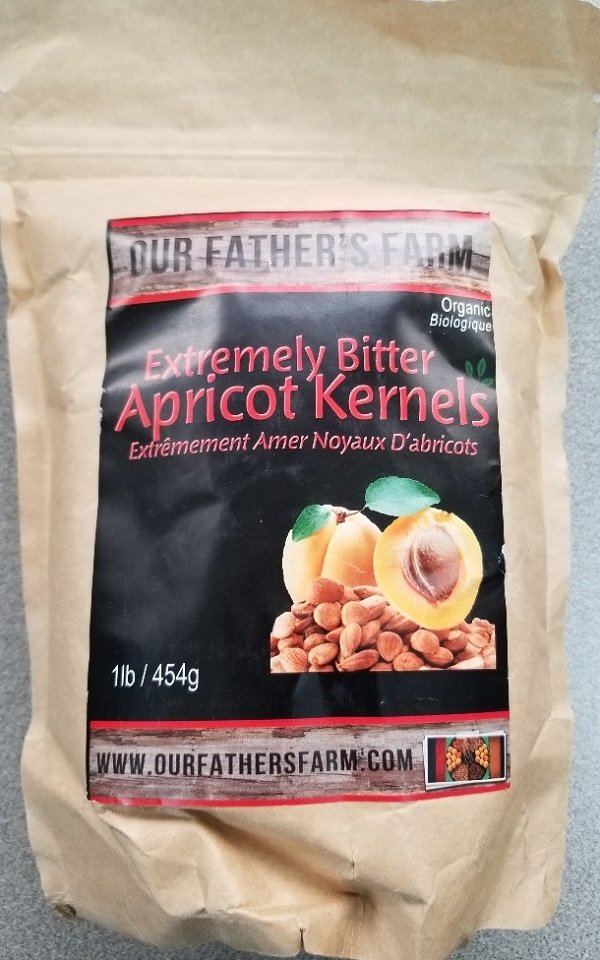 OUR FATHER'S FARM
Organic
Biologique
Extremely Bitter
Apricot Kernels
Extrêmement Amer Noyaux D'abricots
1lb / 454g
WWW.OURFATHERSFARM.COM